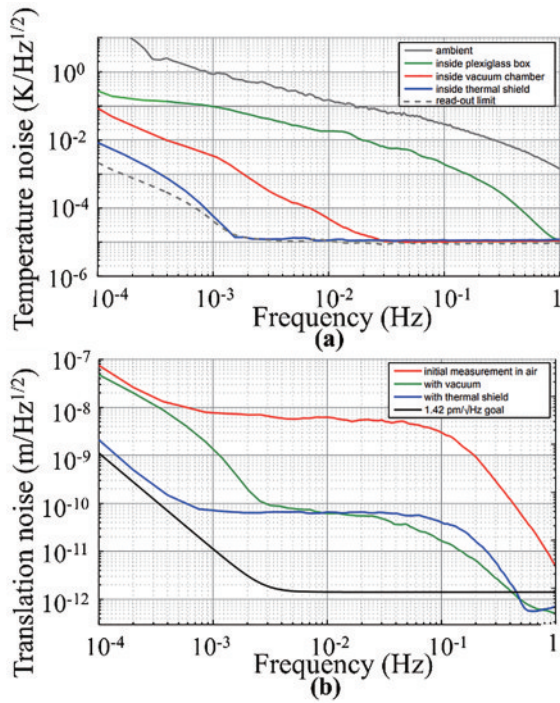 Temperature noise (K/Hz^1/2)
10^0
10^-2
10^-4
10^-6
ambient
inside plexiglass box
inside vacuum chamber
inside thermal shield
read-out limit
10^-4
10^-3
10^-2
10^-1
1
Frequency (Hz)
(a)
Translation noise (m/Hz^1/2)
10^-7
10^-8
10^-9
10^-10
10^-11
10^-12
initial measurement in air
with vacuum
with thermal shield
1.42 pm/√Hz goal
10^-4
10^-3
10^-2
10^-1
1
Frequency (Hz)
(b)